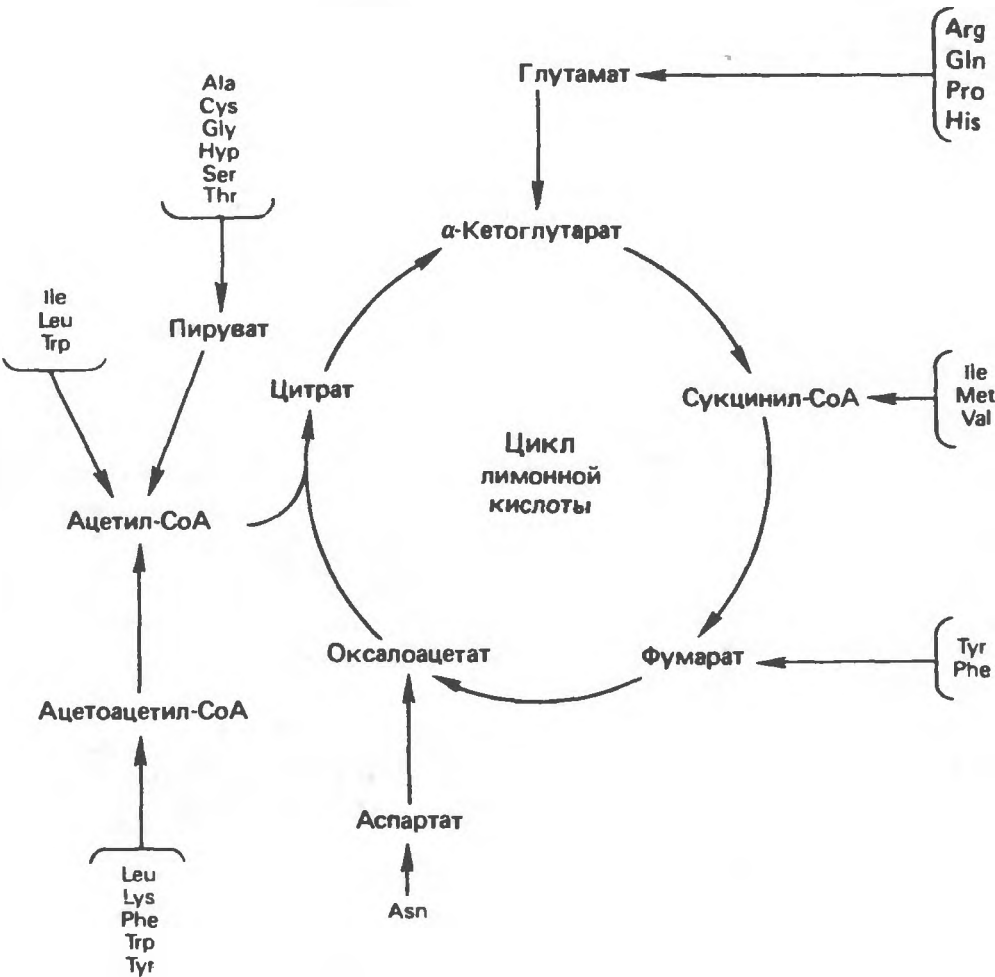 Arg
Gln
Pro
His
Глутамат
Ala
Cys
Gly
Hyp
Ser
Thr
α-Кетоглутарат
Ile
Leu
Trp
Пируват
Цитрат
Сукцинил-CoA
Ile
Met
Val
Цикл
лимонной
кислоты
Ацетил-CoA
Оксалоацетат
Фумарат
Tyr
Phe
Ацетоацетил-CoA
Аспартат
Leu
Lys
Phe
Trp
Tyr
Asn